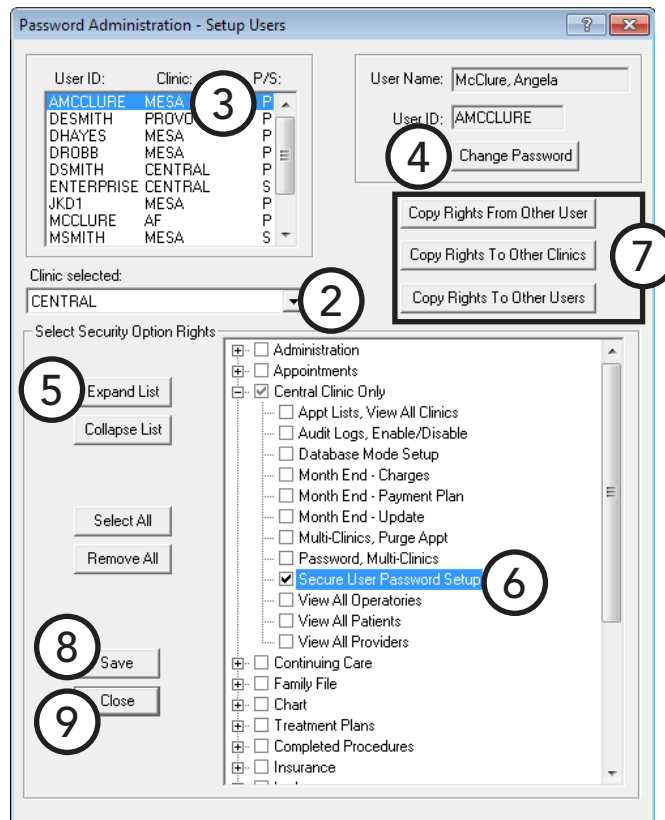 Password Administration - Setup Users
?
User ID: Clinic: P/S:
AMCCLURE MESA P
DESMITH PROVO P
DHAYES MESA P
DROBB MESA P
DSMITH CENTRAL P
ENTERPRISE CENTRAL S
JKD1 MESA P
MCCLURE AF P
MSMITH MESA S
3
User Name: McClure, Angela
User ID: AMCCLURE
4
Change Password
Copy Rights From Other User
Copy Rights To Other Clinics
Copy Rights To Other Users
7
Clinic selected:
CENTRAL
2
Select Security Option Rights
5
Expand List
Collapse List
Select All
Remove All
8
Save
9
Close
Administration
Appointments
Central Clinic Only
Appt Lists, View All Clinics
Audit Logs, Enable/Disable
Database Mode Setup
Month End - Charges
Month End - Payment Plan
Month End - Update
Multi-Clinics, Purge Appt
Password, Multi-Clinics
Secure User Password Setup
6
View All Operatories
View All Patients
View All Providers
Continuing Care
Family File
Chart
Treatment Plans
Completed Procedures
Insurance